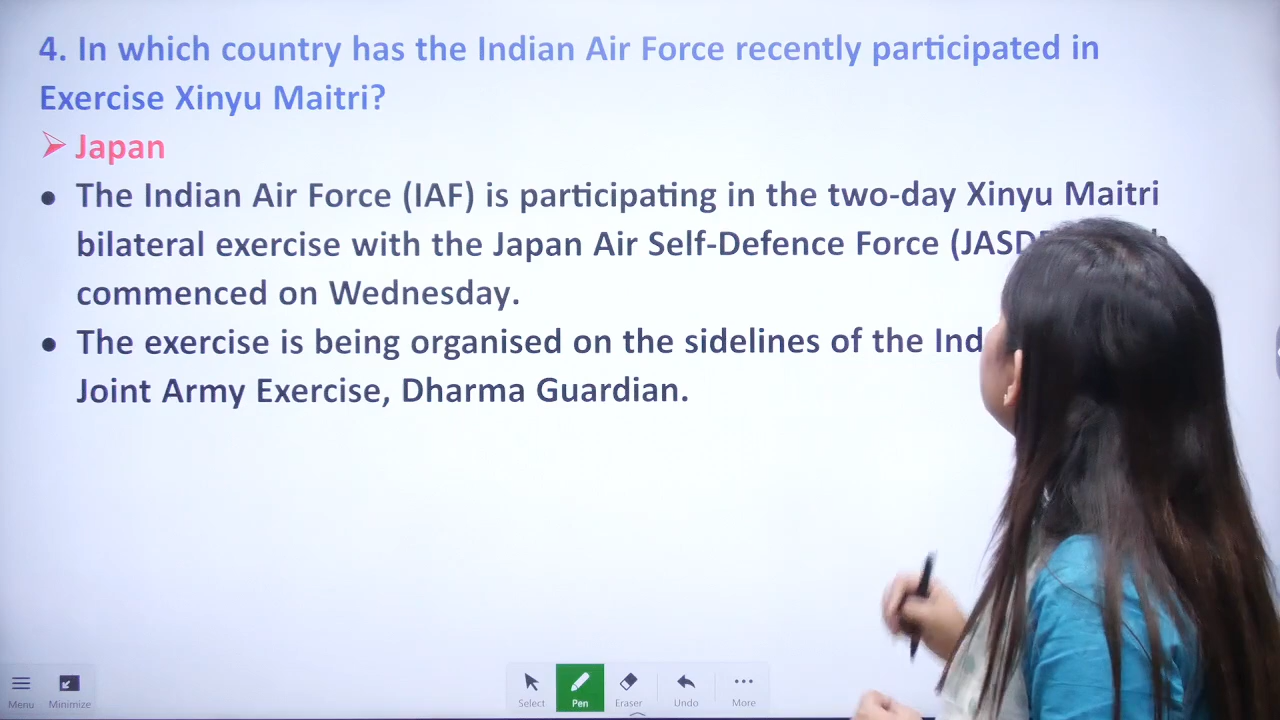 4. In which country has the Indian Air Force recently participated in
Exercise Xinyu Maitri?
Japan
The Indian Air Force (IAF) is participating in the two-day Xinyu Maitri
bilateral exercise with the Japan Air Self-Defence Force
commenced on Wednesday.
The exercise is being organised on the sidelines of the
Joint Army Exercise, Dharma Guardian.
Menu
Minimize
Select
Pen
Eraser
Undo
More